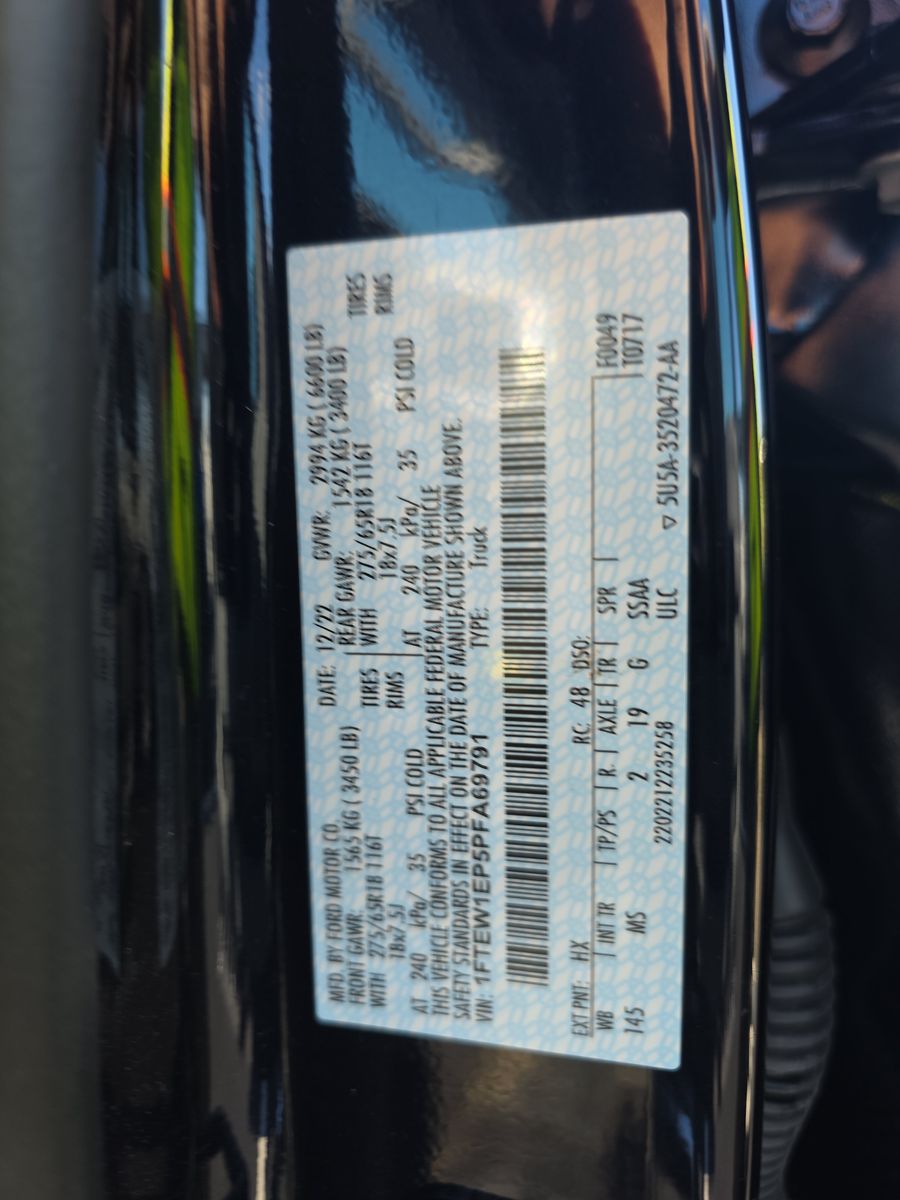 MFD. BY FORD MOTOR CO. DATE: 12/22 GVWR: 2994 KG ( 6600 LB)
FRONT GAWR: 1565 KG ( 3450 LB) REAR GAWR: 1542 KG ( 3400 LB)
WITH 275/65R18 116T TIRES WITH 275/65R18 116T TIRES
18x7.5J RIMS 18x7.5J RIMS
AT 240 kPa/ 35 PSI COLD AT 240 kPa/ 35 PSI COLD
THIS VEHICLE CONFORMS TO ALL APPLICABLE FEDERAL MOTOR VEHICLE
SAFETY STANDARDS IN EFFECT ON THE DATE OF MANUFACTURE SHOWN ABOVE.
VIN: 1FTEW1EP5PFA69791 TYPE: Truck
EXT PNT: HX RC: 48 DSO: F0049
WB INT TR TP/PS R AXLE TR SPR T0717
145 MS 2 19 G SSAA
2202212235258 ULC ▽ 5U5A-3520472-AA